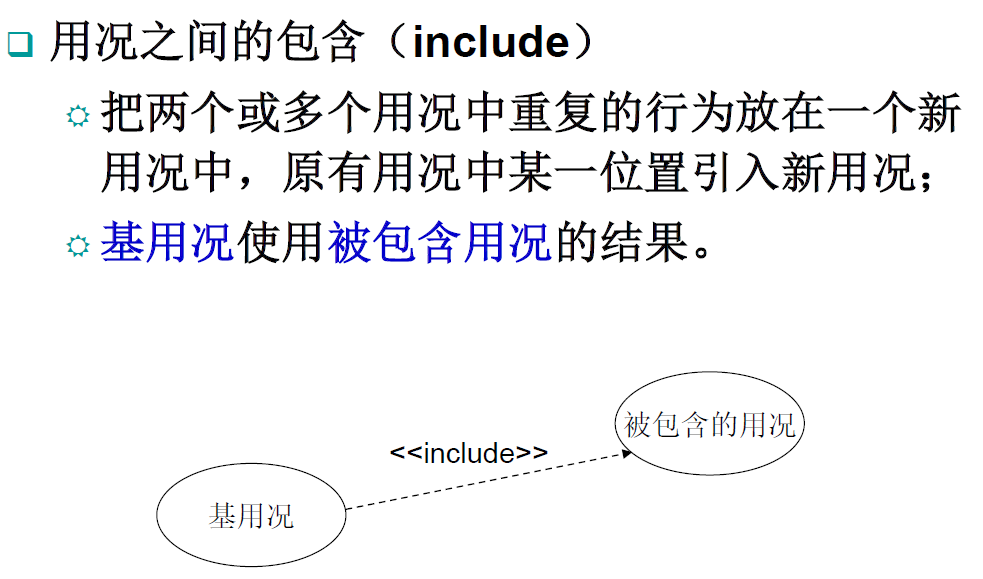 用况之间的包含（include）
把两个或多个用况中重复的行为放在一个新
用况中，原有用况中某一位置引入新用况；
基用况使用被包含用况的结果。
被包含的用况
<<include>>
基用况